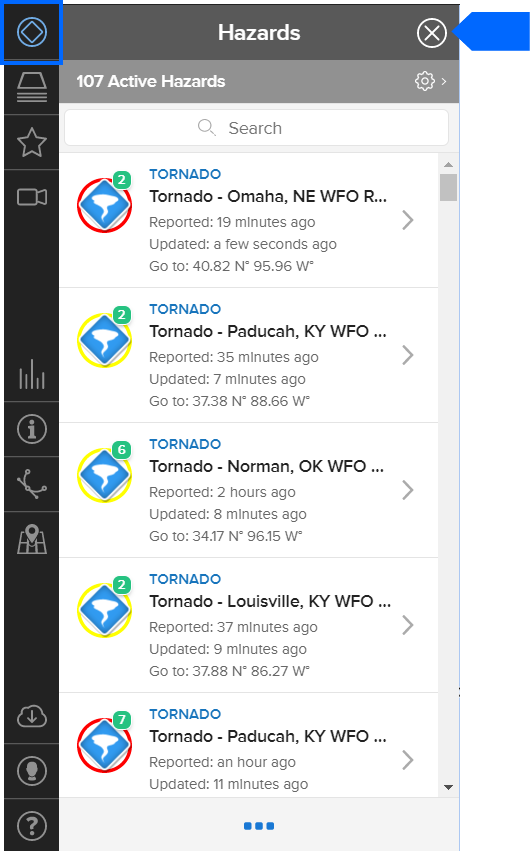 Hazards
107 Active Hazards
Search
2
TORNADO
Tornado - Omaha, NE WFO R...
Reported: 19 minutes ago
Updated: a few seconds ago
Go to: 40.82 N° 95.96 W°
2
TORNADO
Tornado - Paducah, KY WFO ...
Reported: 35 minutes ago
Updated: 7 minutes ago
Go to: 37.38 N° 88.66 W°
6
TORNADO
Tornado - Norman, OK WFO ...
Reported: 2 hours ago
Updated: 8 minutes ago
Go to: 34.17 N° 96.15 W°
2
TORNADO
Tornado - Louisville, KY WFO ...
Reported: 37 minutes ago
Updated: 9 minutes ago
Go to: 37.88 N° 86.27 W°
7
TORNADO
Tornado - Paducah, KY WFO ...
Reported: an hour ago
Updated: 11 minutes ago